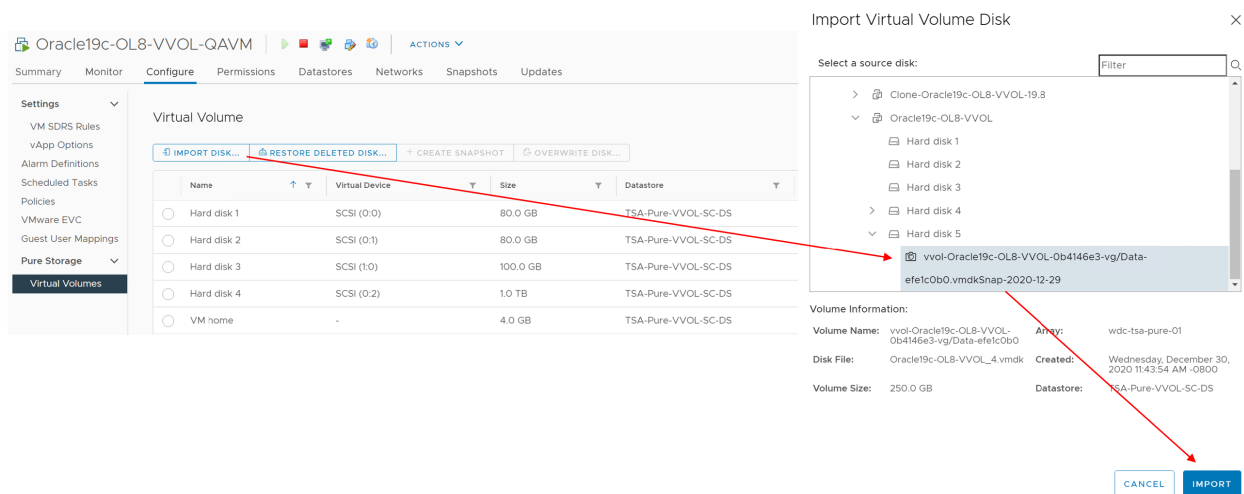 Oracle19c-OL8-VVOL-QAVM ACTIONS
Summary Monitor Configure Permissions Datastores Networks Snapshots Updates
Settings
VM SDRS Rules
vApp Options
Alarm Definitions
Scheduled Tasks
Policies
VMware EVC
Guest User Mappings
Pure Storage
Virtual Volumes
Virtual Volume
IMPORT DISK... RESTORE DELETED DISK... + CREATE SNAPSHOT OVERWRITE DISK...
Name Virtual Device Size Datastore
Hard disk 1 SCSI (0:0) 80.0 GB TSA-Pure-VVOL-SC-DS
Hard disk 2 SCSI (0:1) 80.0 GB TSA-Pure-VVOL-SC-DS
Hard disk 3 SCSI (1:0) 100.0 GB TSA-Pure-VVOL-SC-DS
Hard disk 4 SCSI (0:2) 1.0 TB TSA-Pure-VVOL-SC-DS
VM home - 4.0 GB TSA-Pure-VVOL-SC-DS
Import Virtual Volume Disk
Select a source disk: Filter
Clone-Oracle19c-OL8-VVOL-19.8
Oracle19c-OL8-VVOL
Hard disk 1
Hard disk 2
Hard disk 3
Hard disk 4
Hard disk 5
vvol-Oracle19c-OL8-VVOL-0b4146e3-vg/Data-
efe1c0b0.vmdkSnap-2020-12-29
Volume Information:
Volume Name: vvol-Oracle19c-OL8-VVOL- Array: wdc-tsa-pure-01
0b4146e3-vg/Data-efe1c0b0
Disk File: Oracle19c-OL8-VVOL_4.vmdk Created: Wednesday, December 30,
2020 11:43:54 AM -0800
Volume Size: 250.0 GB Datastore: TSA-Pure-VVOL-SC-DS
CANCEL IMPORT